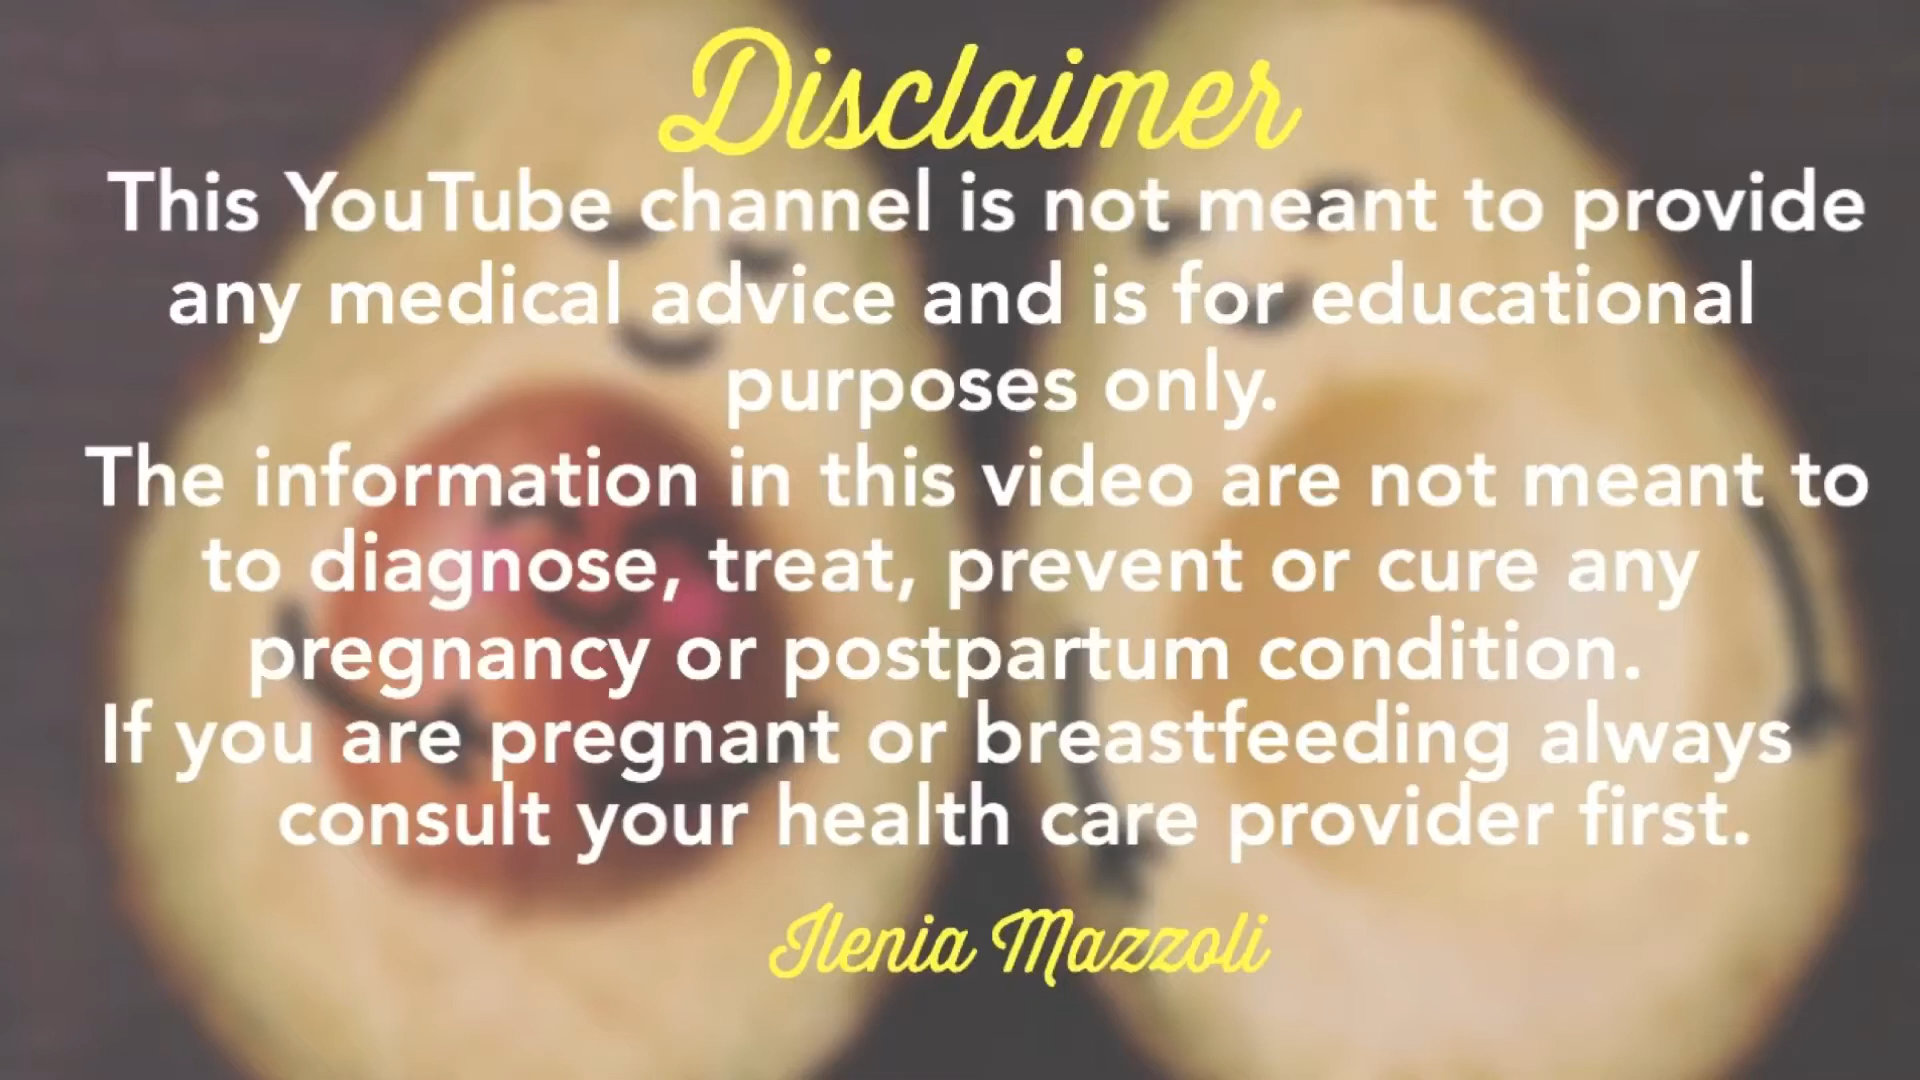 Disclaimer
This YouTube channel is not meant to provide
any medical advice and is for educational
purposes only.
The information in this video are not meant to
to diagnose, treat, prevent or cure any
pregnancy or postpartum condition.
If you are pregnant or breastfeeding always
consult your health care provider first.
Ilenia Mazzoli